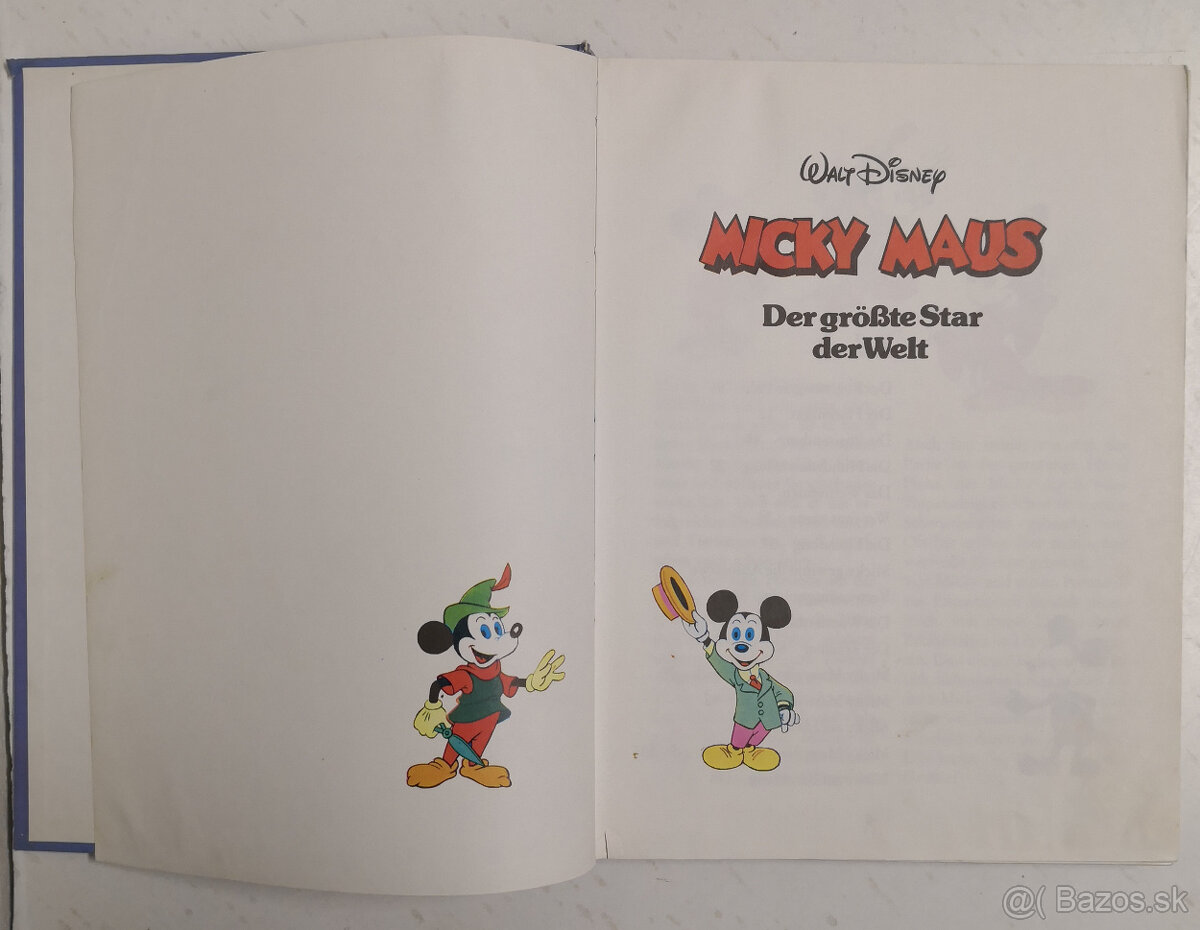 WALT DISNEY
MICKY MAUS
Der größte Star
der Welt
@( Bazos.sk